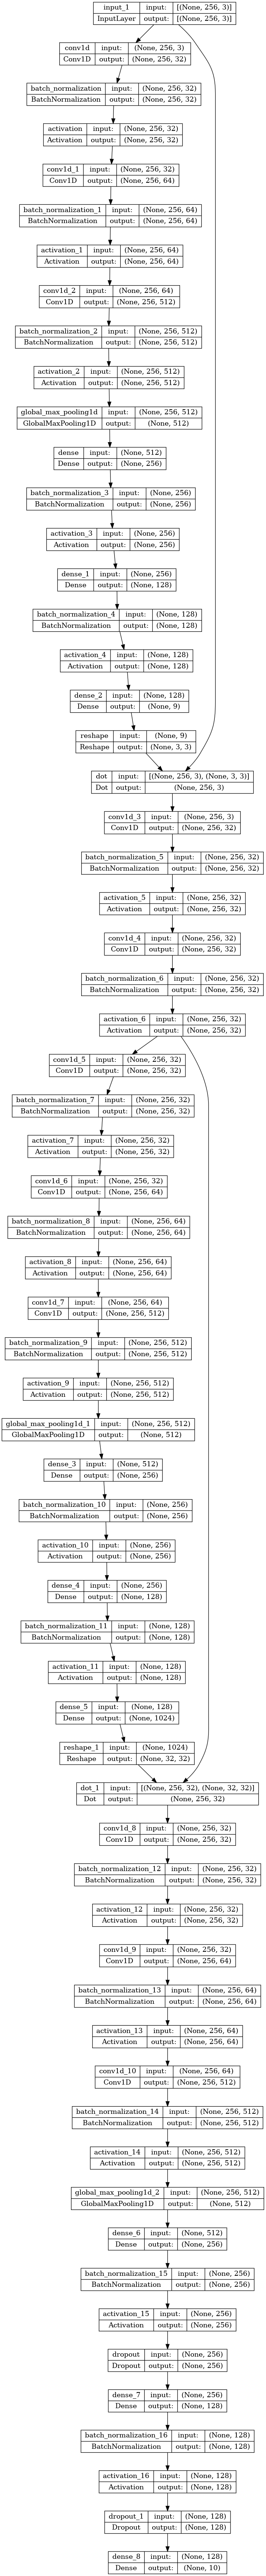 input_1 input: [(None, 256, 3)]
InputLayer output: [(None, 256, 3)]
conv1d input: (None, 256, 3)
Conv1D output: (None, 256, 32)
batch_normalization input: (None, 256, 32)
BatchNormalization output: (None, 256, 32)
activation input: (None, 256, 32)
Activation output: (None, 256, 32)
conv1d_1 input: (None, 256, 32)
Conv1D output: (None, 256, 64)
batch_normalization_1 input: (None, 256, 64)
BatchNormalization output: (None, 256, 64)
activation_1 input: (None, 256, 64)
Activation output: (None, 256, 64)
conv1d_2 input: (None, 256, 64)
Conv1D output: (None, 256, 512)
batch_normalization_2 input: (None, 256, 512)
BatchNormalization output: (None, 256, 512)
activation_2 input: (None, 256, 512)
Activation output: (None, 256, 512)
global_max_pooling1d input: (None, 256, 512)
GlobalMaxPooling1D output: (None, 512)
dense input: (None, 512)
Dense output: (None, 256)
batch_normalization_3 input: (None, 256)
BatchNormalization output: (None, 256)
activation_3 input: (None, 256)
Activation output: (None, 256)
dense_1 input: (None, 256)
Dense output: (None, 128)
batch_normalization_4 input: (None, 128)
BatchNormalization output: (None, 128)
activation_4 input: (None, 128)
Activation output: (None, 128)
dense_2 input: (None, 128)
Dense output: (None, 9)
reshape input: (None, 9)
Reshape output: (None, 3, 3)
dot input: [(None, 256, 3), (None, 3, 3)]
Dot output: (None, 256, 3)
conv1d_3 input: (None, 256, 3)
Conv1D output: (None, 256, 32)
batch_normalization_5 input: (None, 256, 32)
BatchNormalization output: (None, 256, 32)
activation_5 input: (None, 256, 32)
Activation output: (None, 256, 32)
conv1d_4 input: (None, 256, 32)
Conv1D output: (None, 256, 32)
batch_normalization_6 input: (None, 256, 32)
BatchNormalization output: (None, 256, 32)
activation_6 input: (None, 256, 32)
Activation output: (None, 256, 32)
conv1d_5 input: (None, 256, 32)
Conv1D output: (None, 256, 32)
batch_normalization_7 input: (None, 256, 32)
BatchNormalization output: (None, 256, 32)
activation_7 input: (None, 256, 32)
Activation output: (None, 256, 32)
conv1d_6 input: (None, 256, 32)
Conv1D output: (None, 256, 64)
batch_normalization_8 input: (None, 256, 64)
BatchNormalization output: (None, 256, 64)
activation_8 input: (None, 256, 64)
Activation output: (None, 256, 64)
conv1d_7 input: (None, 256, 64)
Conv1D output: (None, 256, 512)
batch_normalization_9 input: (None, 256, 512)
BatchNormalization output: (None, 256, 512)
activation_9 input: (None, 256, 512)
Activation output: (None, 256, 512)
global_max_pooling1d_1 input: (None, 256, 512)
GlobalMaxPooling1D output: (None, 512)
dense_3 input: (None, 512)
Dense output: (None, 256)
batch_normalization_10 input: (None, 256)
BatchNormalization output: (None, 256)
activation_10 input: (None, 256)
Activation output: (None, 256)
dense_4 input: (None, 256)
Dense output: (None, 128)
batch_normalization_11 input: (None, 128)
BatchNormalization output: (None, 128)
activation_11 input: (None, 128)
Activation output: (None, 128)
dense_5 input: (None, 128)
Dense output: (None, 1024)
reshape_1 input: (None, 1024)
Reshape output: (None, 32, 32)
dot_1 input: [(None, 256, 32), (None, 32, 32)]
Dot output: (None, 256, 32)
conv1d_8 input: (None, 256, 32)
Conv1D output: (None, 256, 32)
batch_normalization_12 input: (None, 256, 32)
BatchNormalization output: (None, 256, 32)
activation_12 input: (None, 256, 32)
Activation output: (None, 256, 32)
conv1d_9 input: (None, 256, 32)
Conv1D output: (None, 256, 64)
batch_normalization_13 input: (None, 256, 64)
BatchNormalization output: (None, 256, 64)
activation_13 input: (None, 256, 64)
Activation output: (None, 256, 64)
conv1d_10 input: (None, 256, 64)
Conv1D output: (None, 256, 512)
batch_normalization_14 input: (None, 256, 512)
BatchNormalization output: (None, 256, 512)
activation_14 input: (None, 256, 512)
Activation output: (None, 256, 512)
global_max_pooling1d_2 input: (None, 256, 512)
GlobalMaxPooling1D output: (None, 512)
dense_6 input: (None, 512)
Dense output: (None, 256)
batch_normalization_15 input: (None, 256)
BatchNormalization output: (None, 256)
activation_15 input: (None, 256)
Activation output: (None, 256)
dropout input: (None, 256)
Dropout output: (None, 256)
dense_7 input: (None, 256)
Dense output: (None, 128)
batch_normalization_16 input: (None, 128)
BatchNormalization output: (None, 128)
activation_16 input: (None, 128)
Activation output: (None, 128)
dropout_1 input: (None, 128)
Dropout output: (None, 128)
dense_8 input: (None, 128)
Dense output: (None, 10)